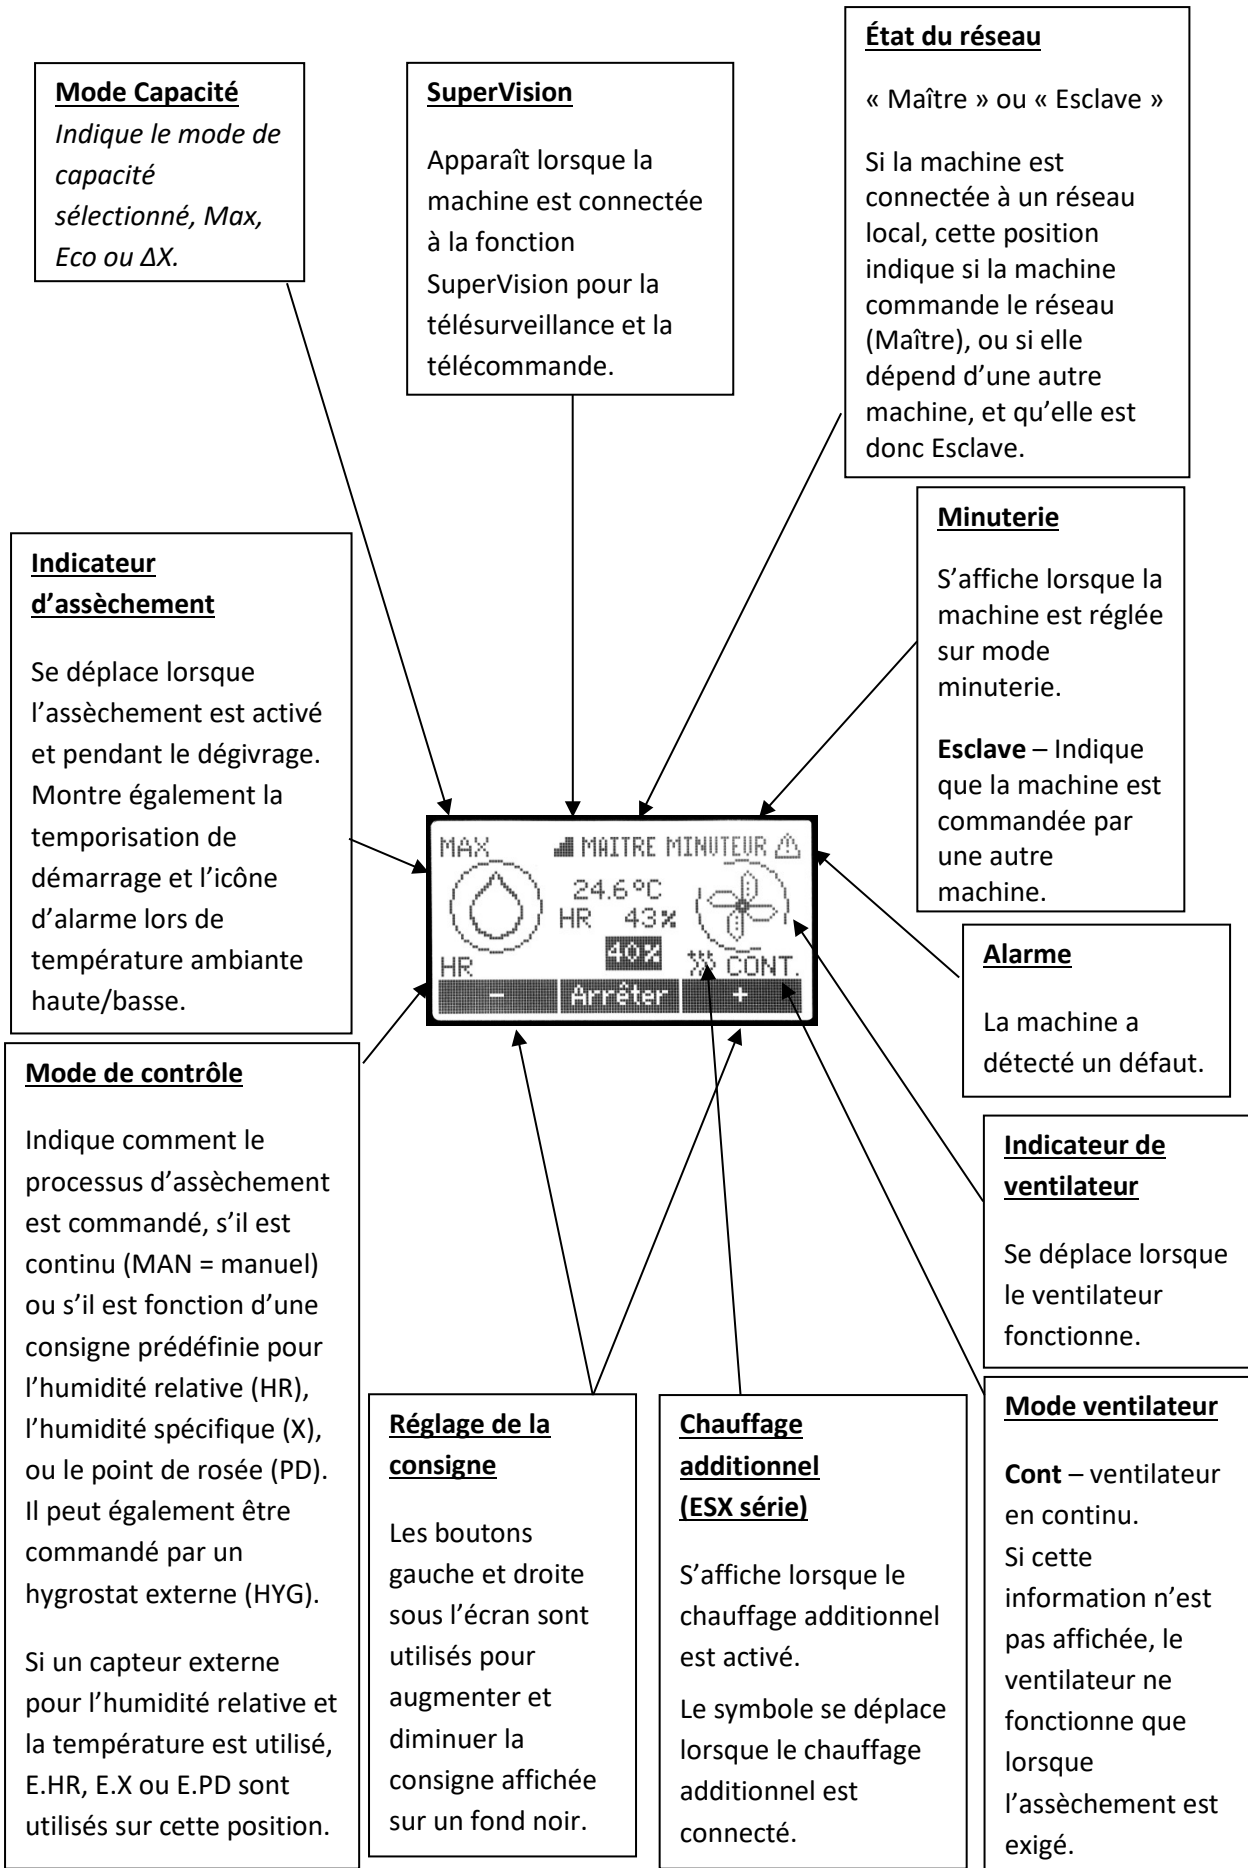 État du réseau
« Maître » ou « Esclave »
Si la machine est
connectée à un réseau
local, cette position
indique si la machine
commande le réseau
(Maître), ou si elle
dépend d’une autre
machine, et qu’elle est
donc Esclave.
Mode Capacité
Indique le mode de
capacité
sélectionné, Max,
Eco ou ΔX.
SuperVision
Apparaît lorsque la
machine est connectée
à la fonction
SuperVision pour la
télésurveillance et la
télécommande.
Minuterie
S’affiche lorsque la
machine est réglée
sur mode
minuterie.
Esclave – Indique
que la machine est
commandée par
une autre
machine.
Indicateur
d’assèchement
Se déplace lorsque
l’assèchement est activé
et pendant le dégivrage.
Montre également la
temporisation de
démarrage et l’icône
d’alarme lors de
température ambiante
haute/basse.
MAX MAITRE MINUTEUR
24.6°C
HR 43%
40%
HR CONT.
- Arrêter +
Alarme
La machine a
détecté un défaut.
Mode de contrôle
Indique comment le
processus d’assèchement
est commandé, s’il est
continu (MAN = manuel)
ou s’il est fonction d’une
consigne prédéfinie pour
l’humidité relative (HR),
l’humidité spécifique (X),
ou le point de rosée (PD).
Il peut également être
commandé par un
hygrostat externe (HYG).
Si un capteur externe
pour l’humidité relative et
la température est utilisé,
E.HR, E.X ou E.PD sont
utilisés sur cette position.
Indicateur de
ventilateur
Se déplace lorsque
le ventilateur
fonctionne.
Réglage de la
consigne
Les boutons
gauche et droite
sous l’écran sont
utilisés pour
augmenter et
diminuer la
consigne affichée
sur un fond noir.
Chauffage
additionnel
(ESX série)
S’affiche lorsque le
chauffage additionnel
est activé.
Le symbole se déplace
lorsque le chauffage
additionnel est
connecté.
Mode ventilateur
Cont – ventilateur
en continu.
Si cette
information n’est
pas affichée, le
ventilateur ne
fonctionne que
lorsque
l’assèchement est
exigé.